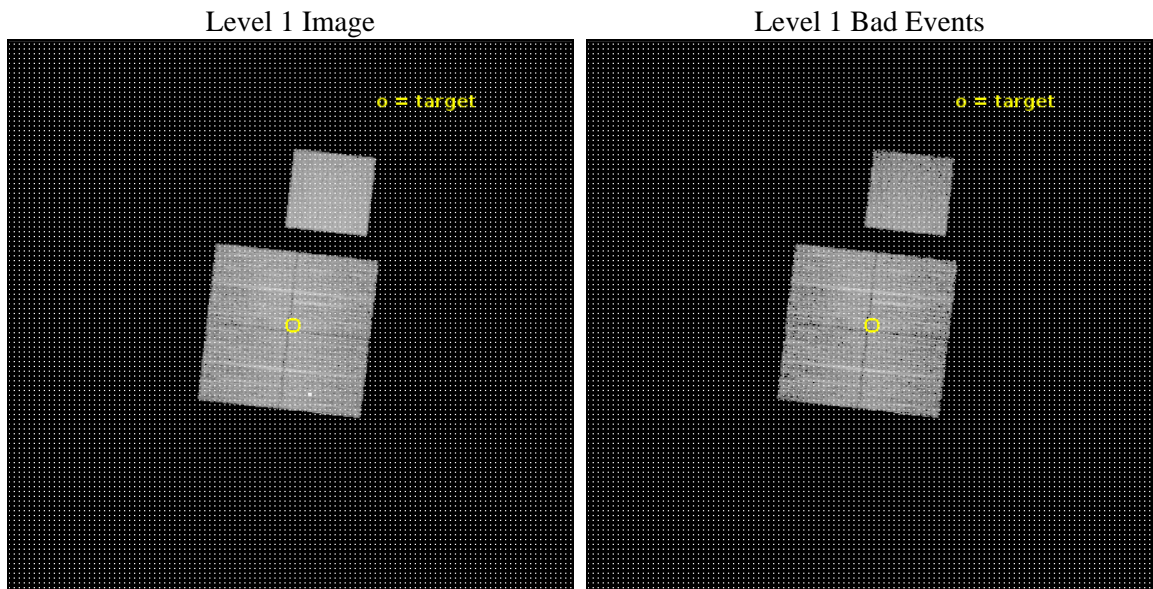 Level 1 Image
Level 1 Bad Events
o = target
o = target